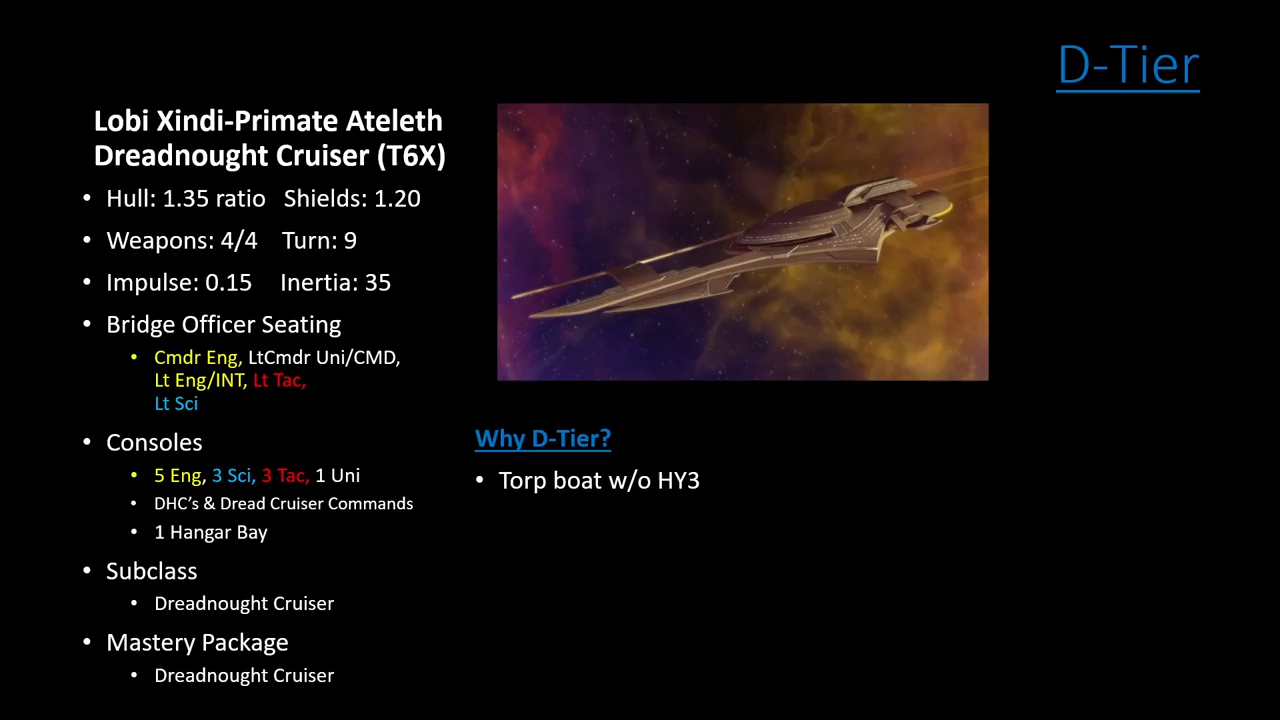 D-Tier
Lobi Xindi-Primate Ateleth
Dreadnought Cruiser (T6X)
• Hull: 1.35 ratio Shields: 1.20
• Weapons: 4/4 Turn: 9
• Impulse: 0.15 Inertia: 35
• Bridge Officer Seating
• Cmdr Eng, LtCmdr Uni/CMD,
Lt Eng/INT, Lt Tac,
Lt Sci
• Consoles
• 5 Eng, 3 Sci, 3 Tac, 1 Uni
• DHC's & Dread Cruiser Commands
• 1 Hangar Bay
• Subclass
• Dreadnought Cruiser
• Mastery Package
• Dreadnought Cruiser
Why D-Tier?
• Torp boat w/o HY3